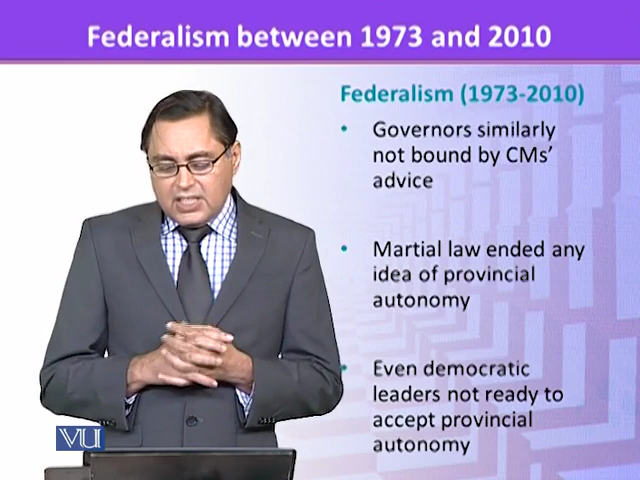 Federalism between 1973 and 2010
Federalism (1973-2010)
• Governors similarly
not bound by CMs’
advice
• Martial law ended any
idea of provincial
autonomy
• Even democratic
leaders not ready to
accept provincial
autonomy
VU